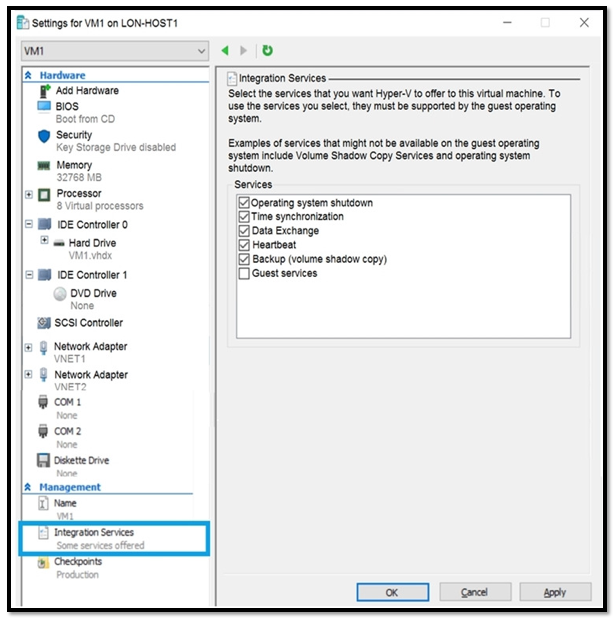 Settings for VM1 on LON-HOST1
VM1
Hardware
Add Hardware
BIOS
Boot from CD
Security
Key Storage Drive disabled
Memory
32768 MB
Processor
8 Virtual processors
IDE Controller 0
Hard Drive
VM1.vhdx
IDE Controller 1
DVD Drive
None
SCSI Controller
Network Adapter
VNET1
Network Adapter
VNET2
COM 1
None
COM 2
None
Diskette Drive
None
Management
Name
VM1
Integration Services
Some services offered
Checkpoints
Production
Integration Services
Select the services that you want Hyper-V to offer to this virtual machine. To
use the services you select, they must be supported by the guest operating
system.
Examples of services that might not be available on the guest operating
system include Volume Shadow Copy Services and operating system
shutdown.
Services
Operating system shutdown
Time synchronization
Data Exchange
Heartbeat
Backup (volume shadow copy)
Guest services
OK
Cancel
Apply